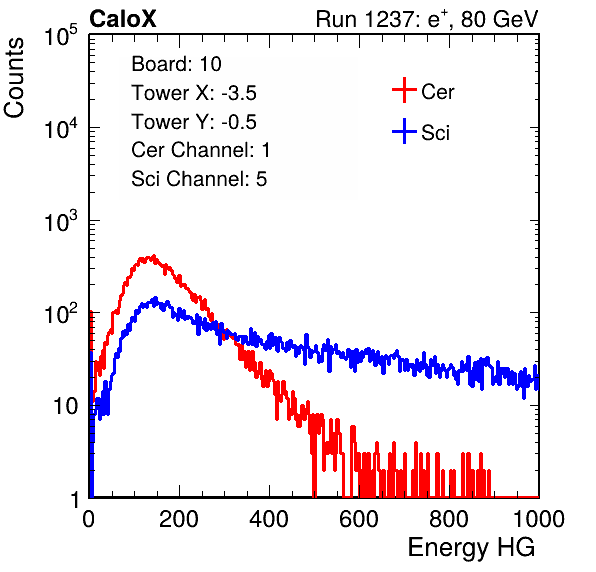 CaloX
Run 1237: e⁺, 80 GeV
Counts
10⁵
10⁴
10³
10²
10
1
Board: 10
Tower X: -3.5
Tower Y: -0.5
Cer Channel: 1
Sci Channel: 5
Cer
Sci
0 200 400 600 800 1000
Energy HG